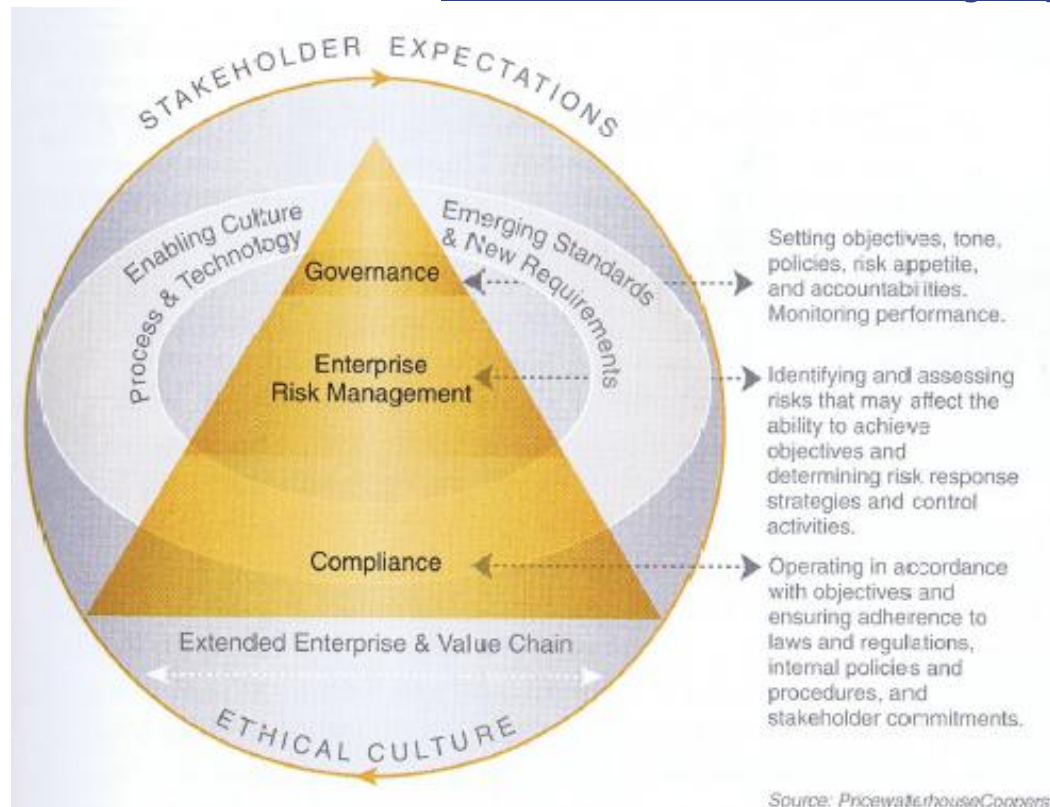 STAKEHOLDER EXPECTATIONS
Enabling Culture
Process & Technology
Emerging Standards
& New Requirements
Governance
Setting objectives, tone,
policies, risk appetite,
and accountabilities.
Monitoring performance.
Enterprise
Risk Management
Identifying and assessing
risks that may affect the
ability to achieve
objectives and
determining risk response
strategies and control
activities.
Compliance
Operating in accordance
with objectives and
ensuring adherence to
laws and regulations,
internal policies and
procedures, and
stakeholder commitments.
Extended Enterprise & Value Chain
ETHICAL CULTURE
Source: PricewaterhouseCoopers